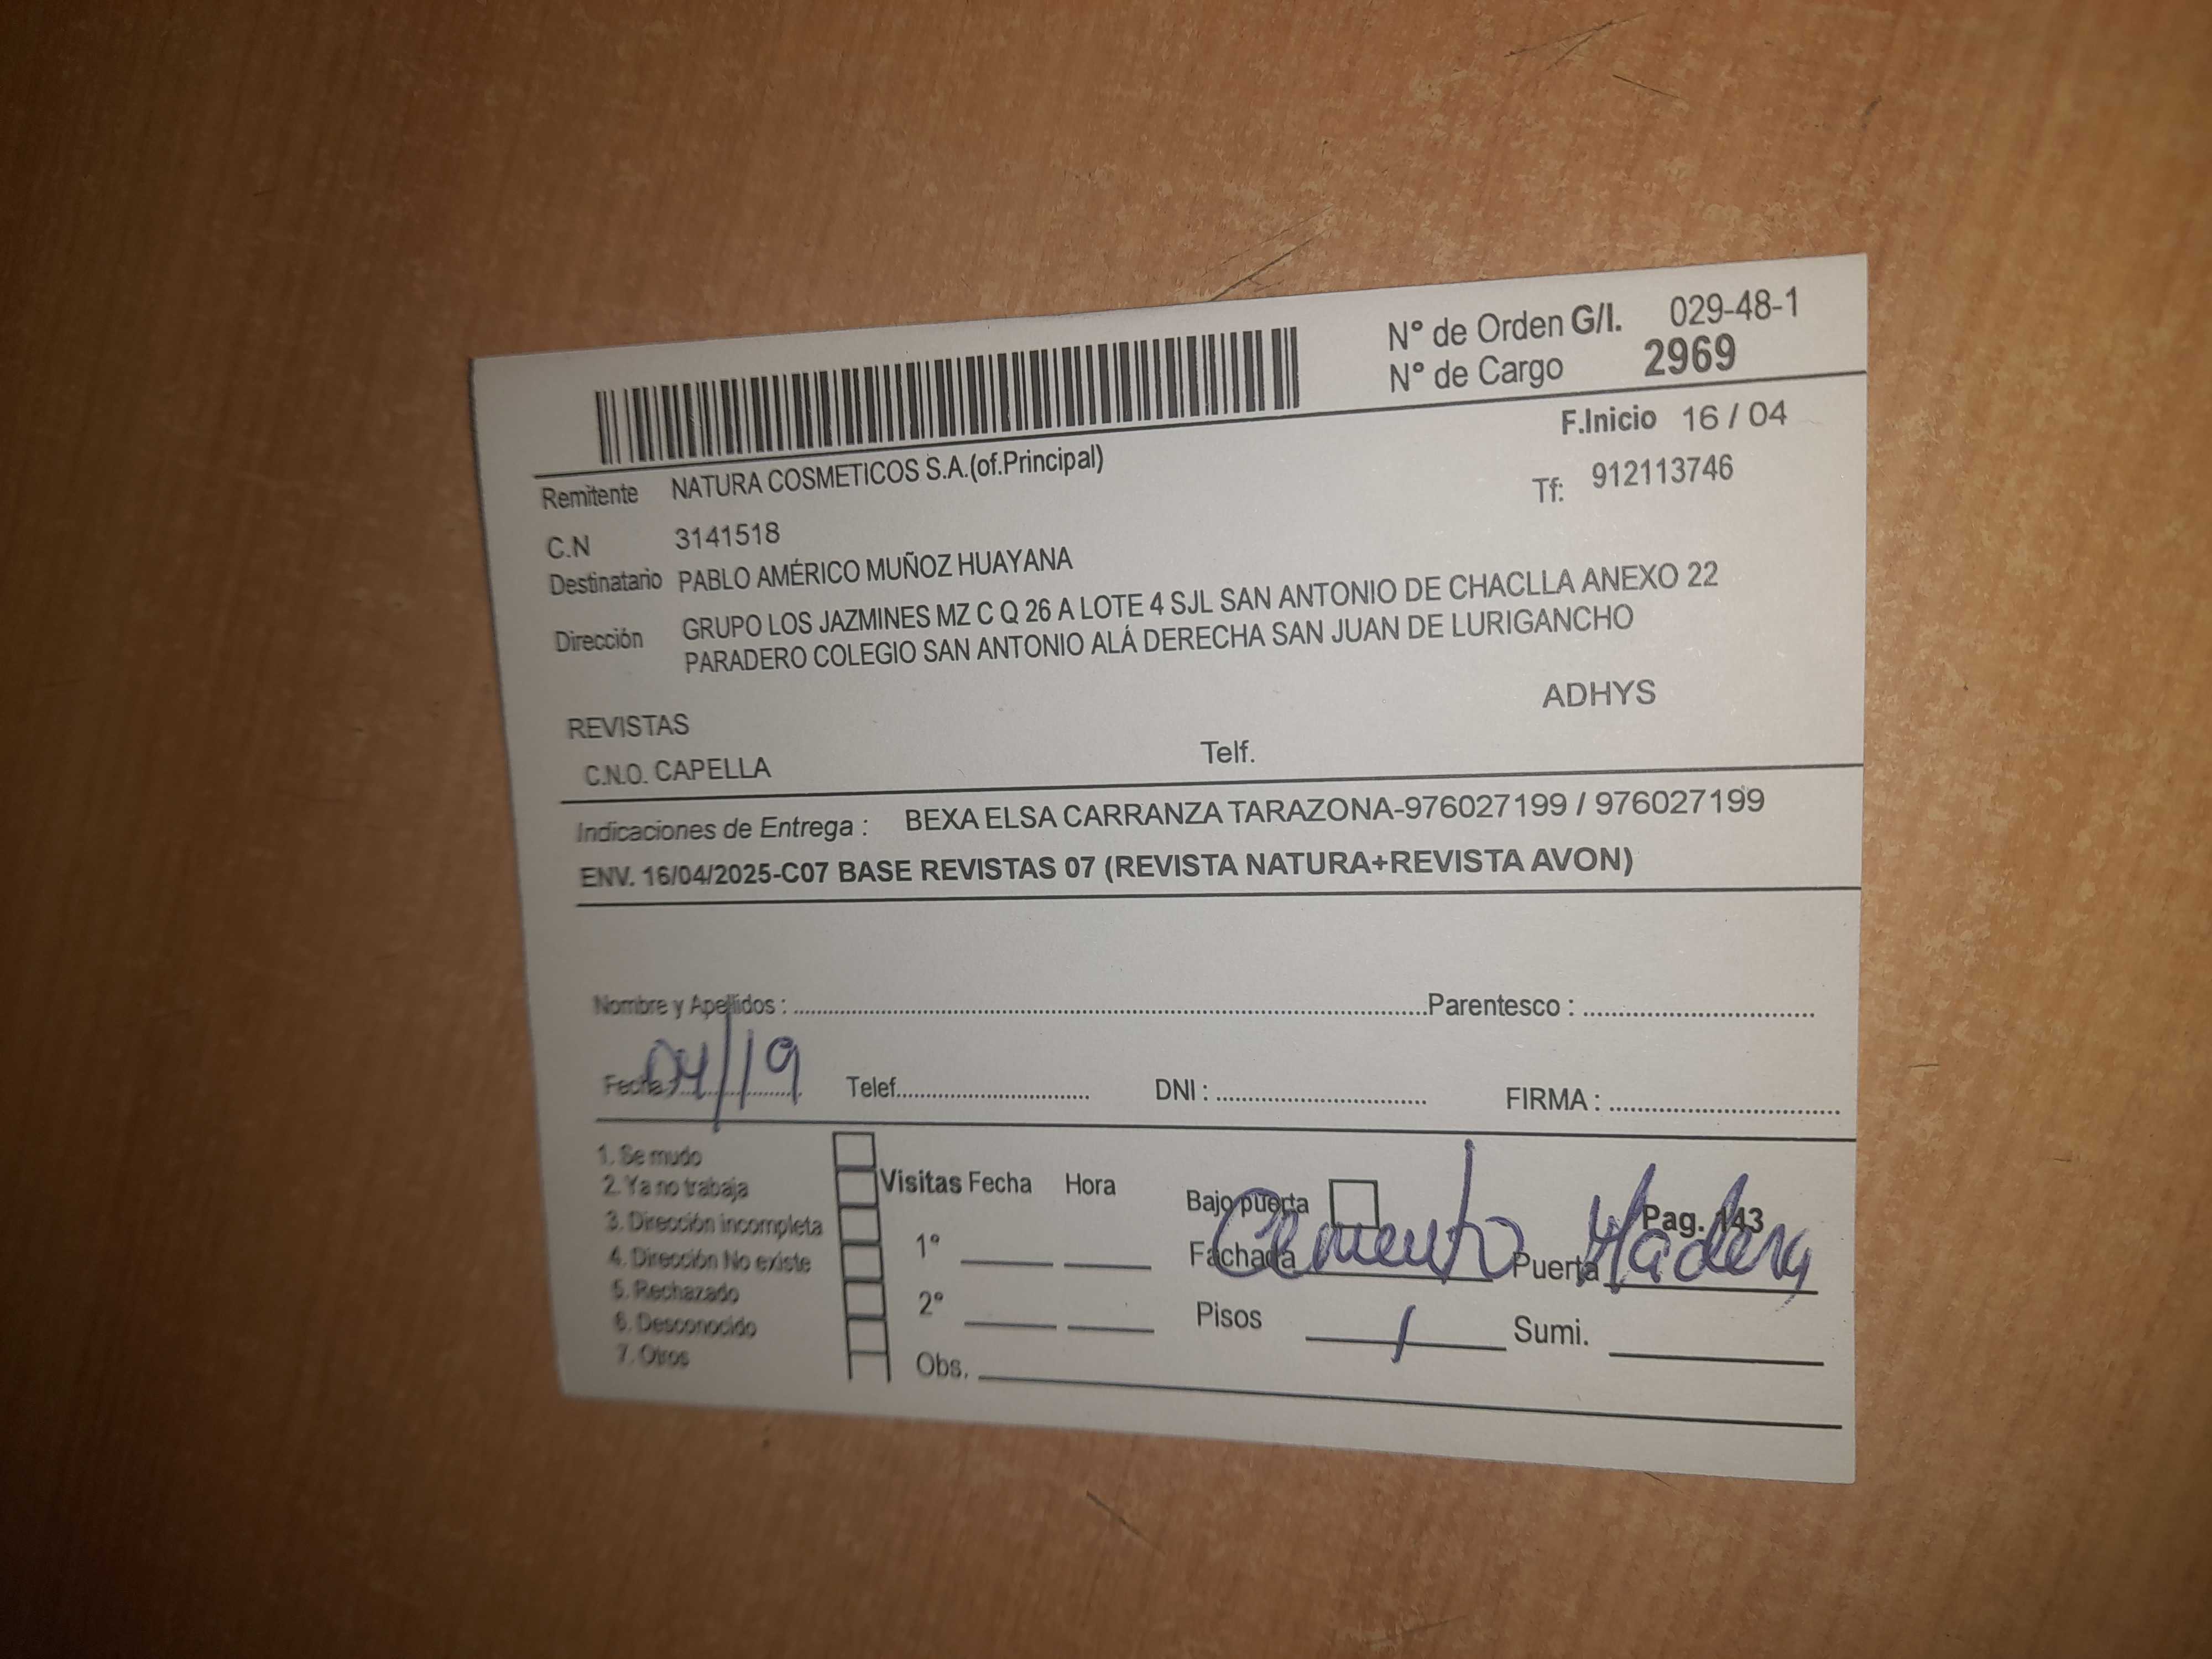 N° de Orden G/I. 029-48-1
N° de Cargo 2969
F.Inicio 16 / 04
Remitente NATURA COSMETICOS S.A.(of.Principal)
Tf: 912113746
C.N 3141518
Destinatario PABLO AMÉRICO MUÑOZ HUAYANA
Dirección GRUPO LOS JAZMINES MZ C Q 26 A LOTE 4 SJL SAN ANTONIO DE CHACLLA ANEXO 22
PARADERO COLEGIO SAN ANTONIO ALÁ DERECHA SAN JUAN DE LURIGANCHO
ADHYS
REVISTAS
C.N.O. CAPELLA Telf.
Indicaciones de Entrega : BEXA ELSA CARRANZA TARAZONA-976027199 / 976027199
ENV. 16/04/2025-C07 BASE REVISTAS 07 (REVISTA NATURA+REVISTA AVON)
Nombre y Apellidos : Parentesco :
Fecha: 04/19 Telef. DNI : FIRMA :
1. Se mudo
2. Ya no trabaja
3. Dirección incompleta
4. Dirección No existe
5. Rechazado
6. Desconocido
7. Otros
Visitas Fecha Hora
1°
2°
Obs.
Bajo puerta Pag. 143
Fachada Cemento Puerta Madera
Pisos 1 Sumi.